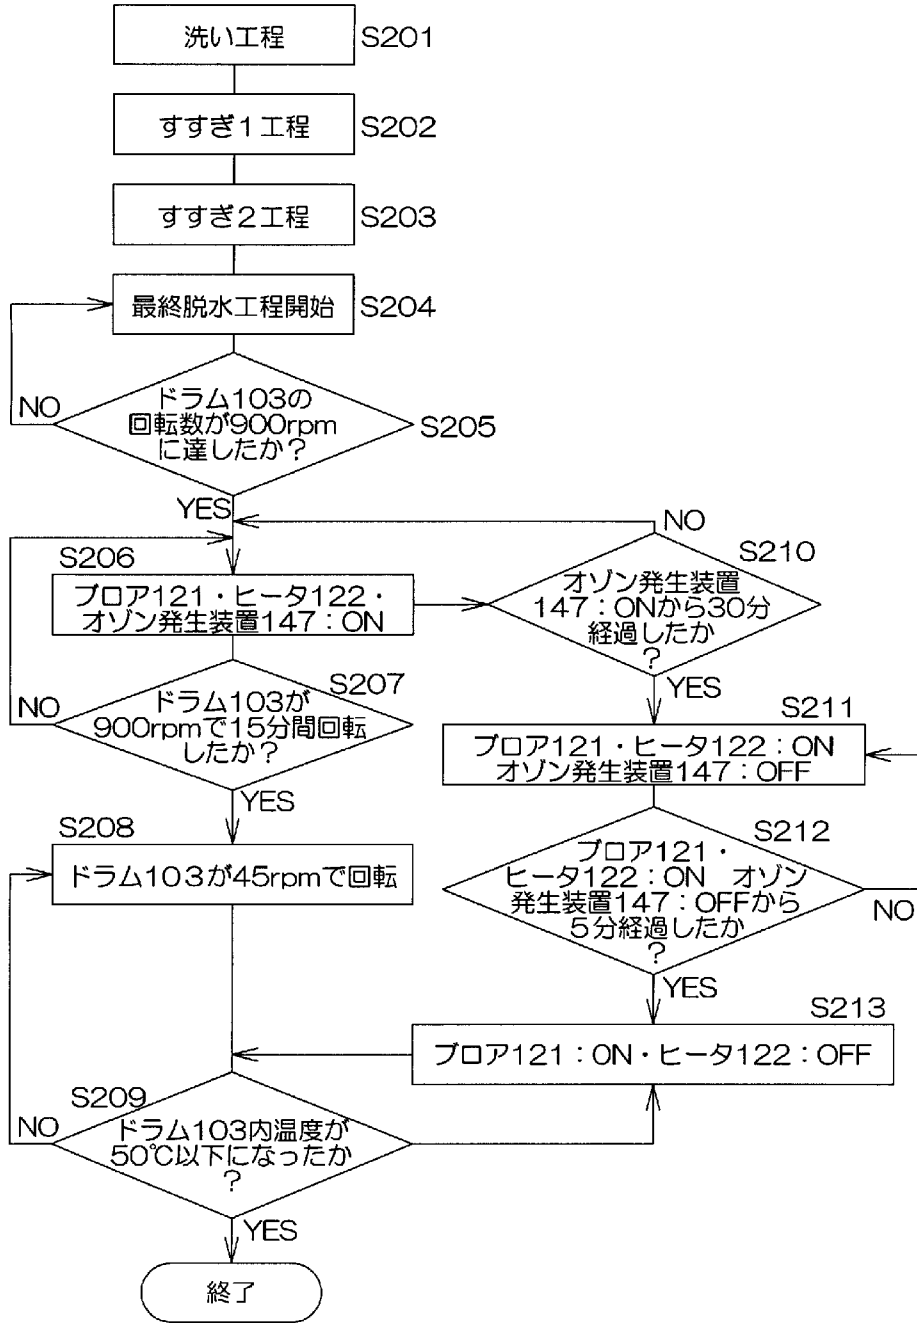 洗い工程
S201
すすぎ1工程
S202
すすぎ2工程
S203
最終脱水工程開始
S204
ドラム103の
回転数が900rpm
に達したか？
S205
NO
YES
S206
ブロア121・ヒータ122・
オゾン発生装置147：ON
S207
ドラム103が
900rpmで15分間回転
したか？
NO
YES
S208
ドラム103が45rpmで回転
S209
ドラム103内温度が
50℃以下になったか
？
NO
YES
終了
NO
S210
オゾン発生装置
147：ONから30分
経過したか
？
YES
S211
ブロア121・ヒータ122：ON
オゾン発生装置147：OFF
S212
ブロア121・
ヒータ122：ON　オゾン
発生装置147：OFFから
5分経過したか
？
NO
YES
S213
ブロア121：ON・ヒータ122：OFF